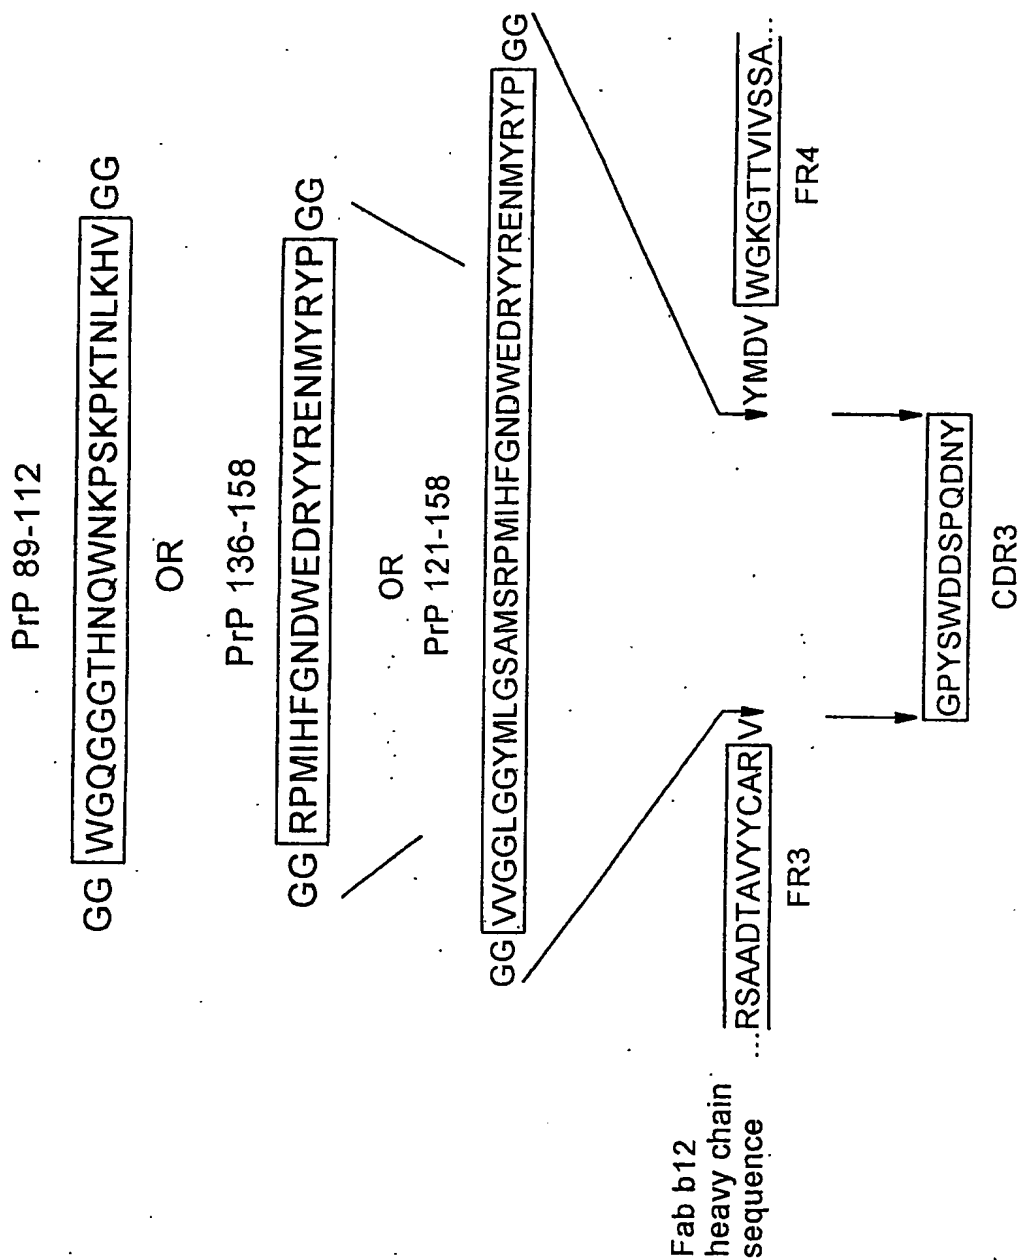 PrP 89-112
GG WGQGGGTHNQWNKPSKPKTNLKHV GG
OR
PrP 136-158
GG RPMIHFGNDWEDRYYRENMYRYP GG
OR
PrP 121-158
GG VVGGLGGYMLGSAMSRPMIHFGNDWEDRYYRENMYRYP GG
Fab b12
heavy chain
sequence
...RSAADTAVYYCAR V
YMDV WGKGTTVIVSSA...
FR3
FR4
GPYSWDDSPQDNY
CDR3